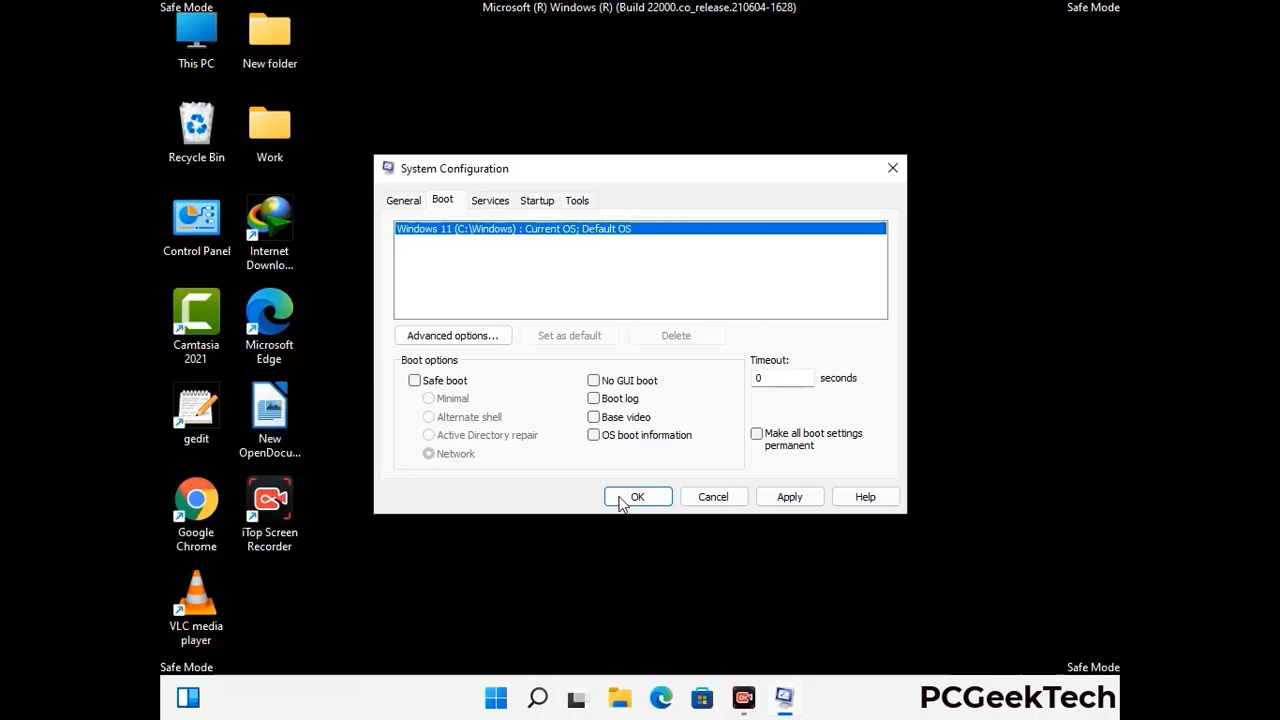 Safe Mode
Microsoft (R) Windows (R) (Build 22000.co_release.210604-1628)
Safe Mode
This PC
New folder
Recycle Bin
Work
Control Panel
Internet
Downlo...
Camtasia
2021
Microsoft
Edge
gedit
New
OpenDocu...
Google
Chrome
iTop Screen
Recorder
VLC media
player
System Configuration
General
Boot
Services
Startup
Tools
Windows 11 (C:\Windows) : Current OS; Default OS
Advanced options...
Set as default
Delete
Boot options
Safe boot
Minimal
Alternate shell
Active Directory repair
Network
No GUI boot
Boot log
Base video
OS boot information
Timeout:
0 seconds
Make all boot settings
permanent
OK
Cancel
Apply
Help
Safe Mode
Safe Mode
PCGeekTech